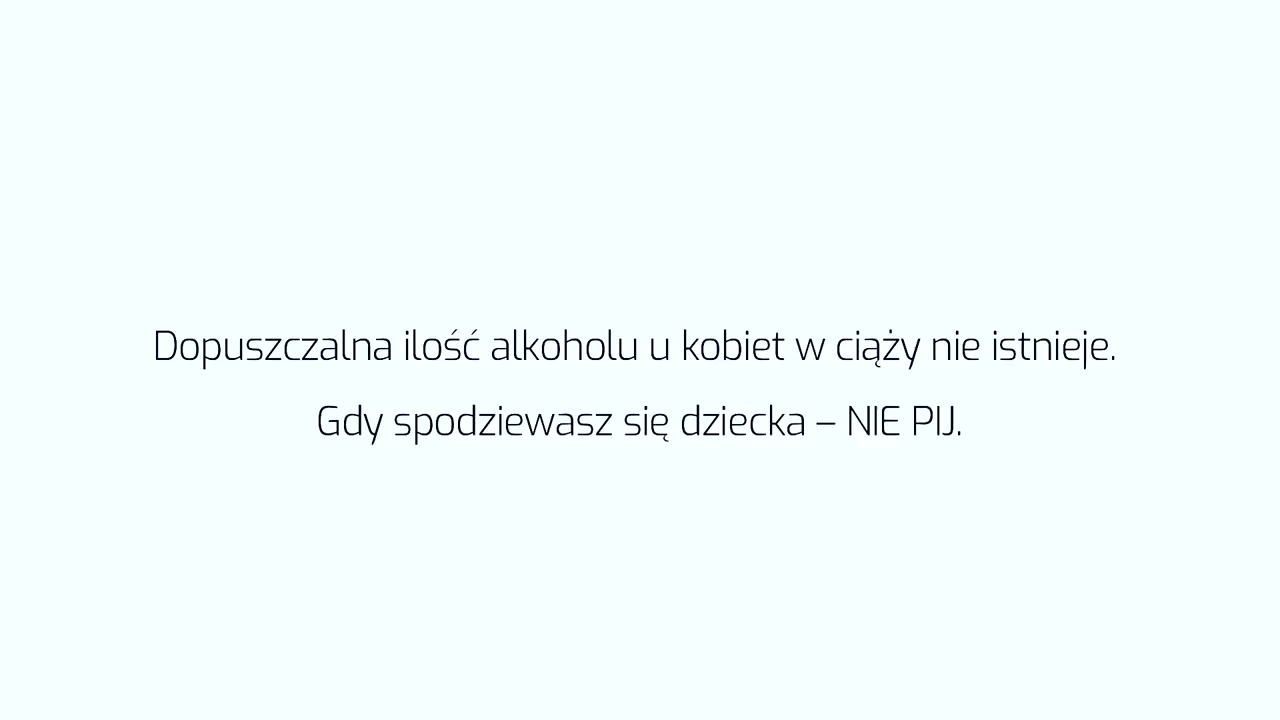 Dopuszczalna ilość alkoholu u kobiet w ciąży nie istnieje.
Gdy spodziewasz się dziecka – NIE PIJ.